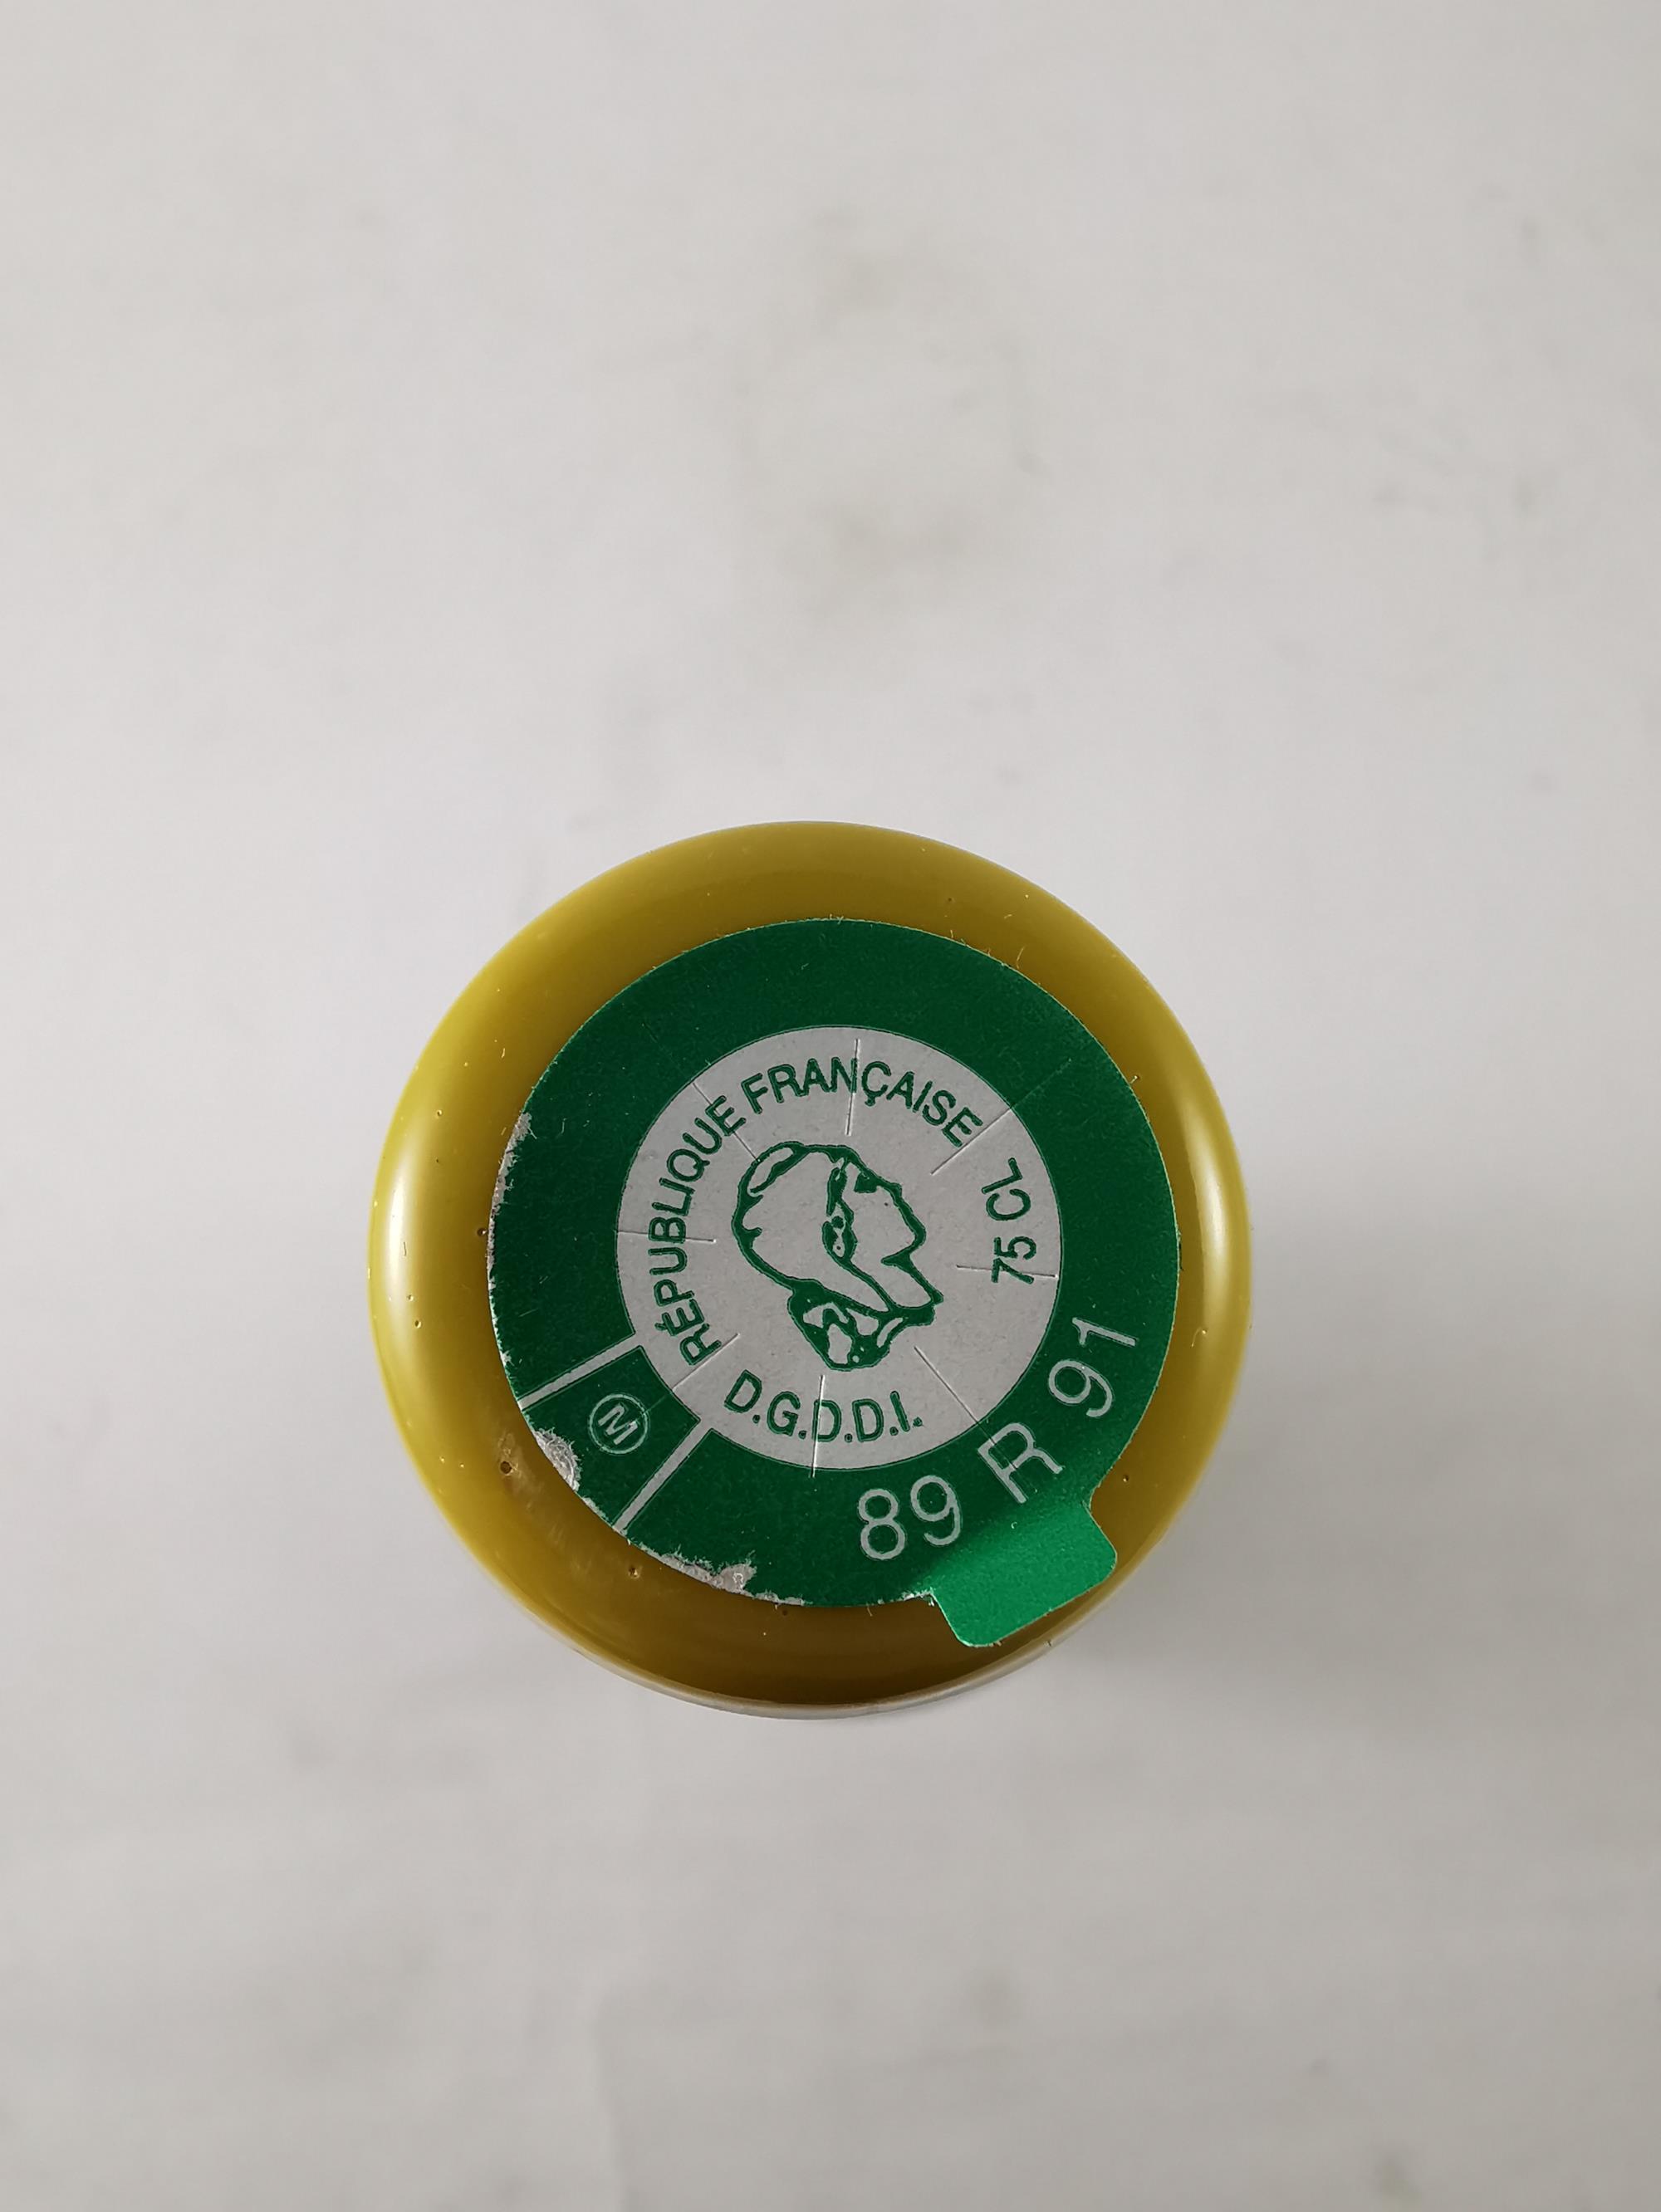 RÉPUBLIQUE FRANÇAISE
75 CL
D.G.D.D.I.
89 R 91
M